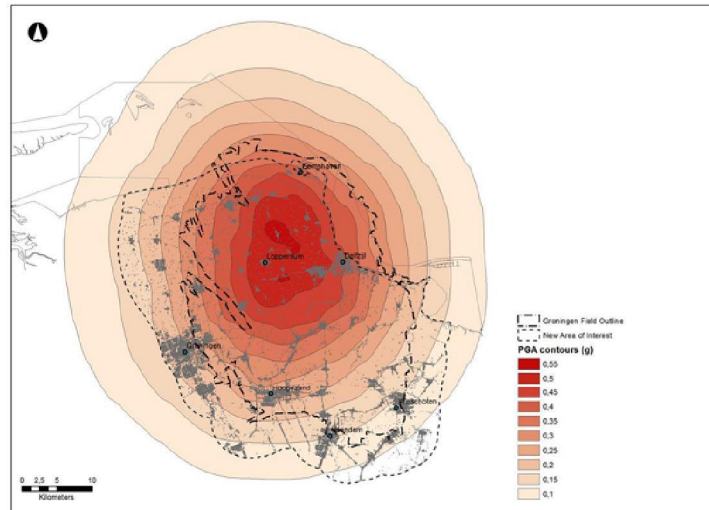 Eemshaven
Loppersum
Delfzijl
Groningen
Hoogezand
Groningen Field Outline
New Area of Interest
PGA contours (g)
0,55
0,5
0,45
0,4
0,35
0,3
0,25
0,2
0,15
0,1
0 2,5 5 10
Kilometers